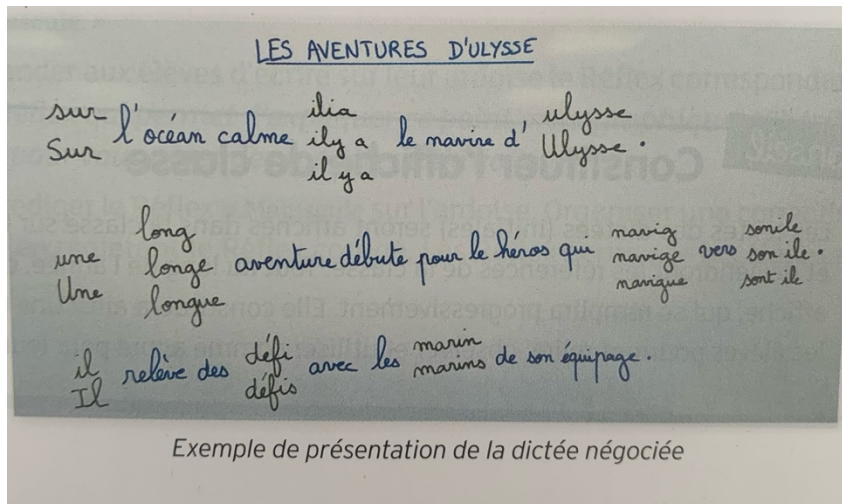 LES AVENTURES D'ULYSSE
ilia ulysse
sur l'océan calme il y a le navire d' Ulysse.
Sur il y a
long navig sonile
une longe aventure débute pour le héros qui navige vers son ile.
Une longue navigue sont ile
il relève des défi avec les marin de son équipage.
Il défis marins
Exemple de présentation de la dictée négociée